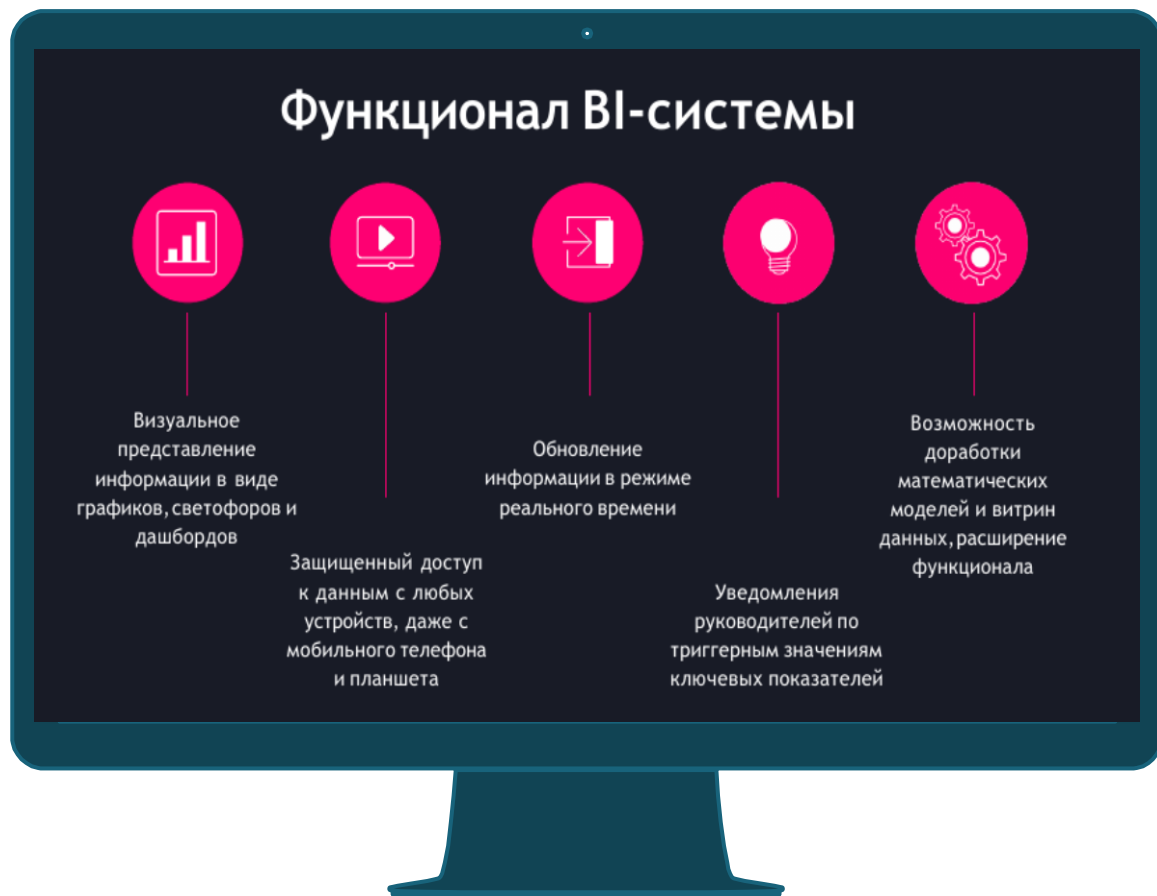 Функционал BI-системы
Визуальное
представление
информации в виде
графиков, светофоров и
дашбордов
Защищенный доступ
к данным с любых
устройств, даже с
мобильного телефона
и планшета
Обновление
информации в режиме
реального времени
Уведомления
руководителей по
триггерным значениям
ключевых показателей
Возможность
доработки
математических
моделей и витрин
данных, расширение
функционала